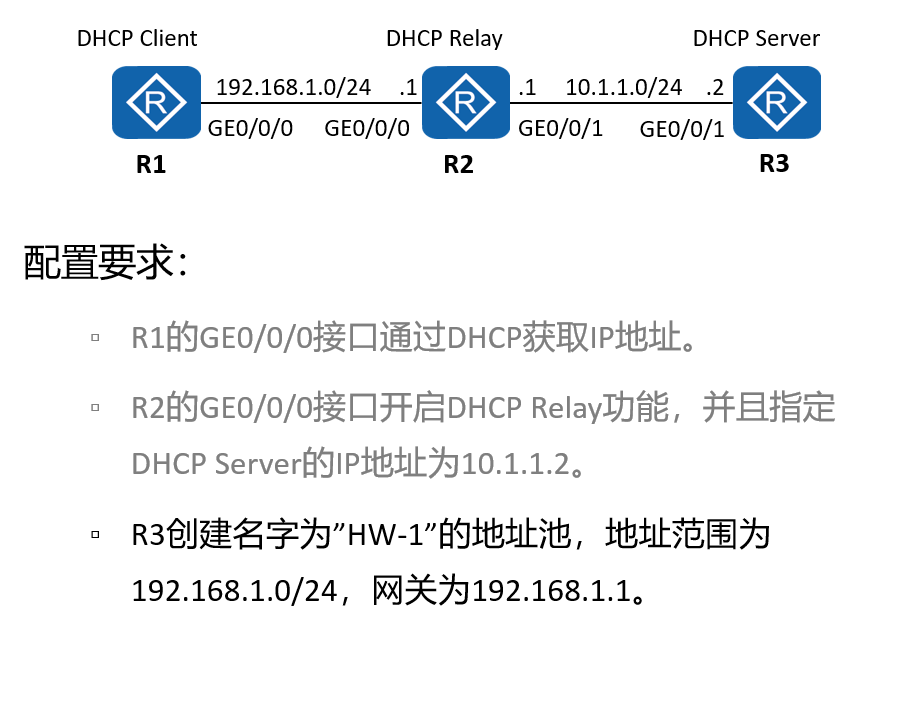 DHCP Client DHCP Relay DHCP Server
192.168.1.0/24 .1 .1 10.1.1.0/24 .2
R R R
GE0/0/0 GE0/0/0 GE0/0/1 GE0/0/1
R1 R2 R3
配置要求：
▫ R1的GE0/0/0接口通过DHCP获取IP地址。
▫ R2的GE0/0/0接口开启DHCP Relay功能，并且指定
DHCP Server的IP地址为10.1.1.2。
▫ R3创建名字为”HW-1”的地址池，地址范围为
192.168.1.0/24，网关为192.168.1.1。